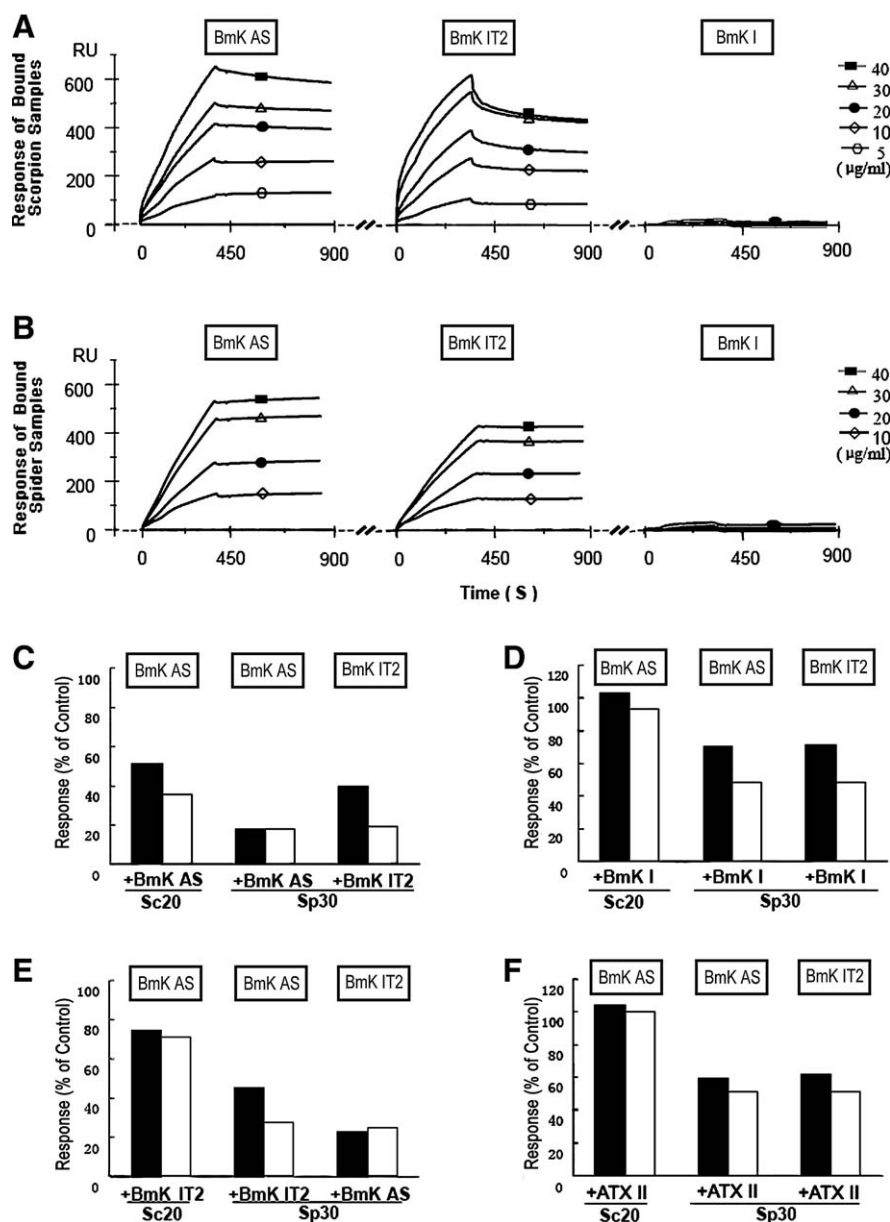 A
BmK AS BmK IT2 BmK I
RU
Response of Bound
Scorpion Samples
600
400
200
0
40
30
20
10
5
(μg/ml)
0 450 900 0 450 900 0 450 900
B
BmK AS BmK IT2 BmK I
RU
Response of Bound
Spider Samples
600
400
200
0
40
30
20
10
(μg/ml)
0 450 900 0 450 900 0 450 900
Time ( S )
C
BmK AS BmK AS BmK IT2
Response (% of Control)
100
80
60
40
20
0
+BmK AS +BmK AS +BmK IT2
Sc20 Sp30
D
BmK AS BmK AS BmK IT2
Response (% of Control)
120
100
80
60
40
20
0
+BmK I +BmK I +BmK I
Sc20 Sp30
E
BmK AS BmK AS BmK IT2
Response (% of Control)
100
80
60
40
20
0
+BmK IT2 +BmK IT2 +BmK AS
Sc20 Sp30
F
BmK AS BmK AS BmK IT2
Response (% of Control)
120
100
80
60
40
20
0
+ATX II +ATX II +ATX II
Sc20 Sp30